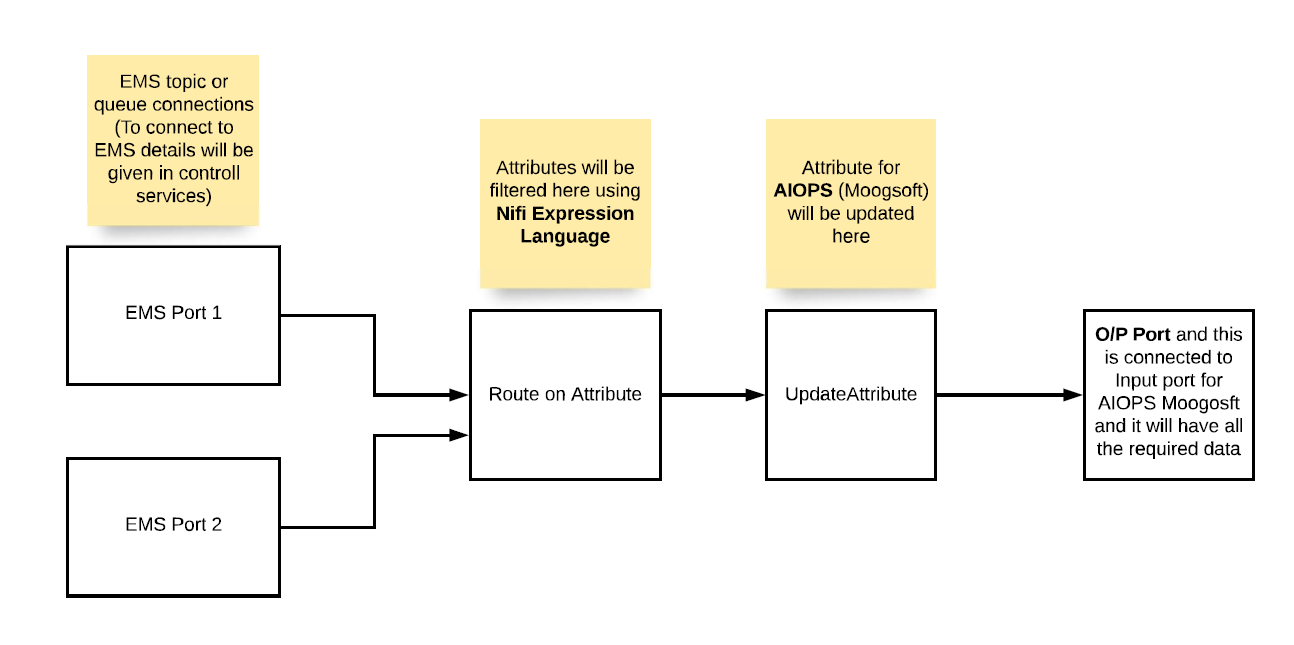 EMS topic or
queue connections
(To connect to
EMS details will be
given in controll
services)
Attributes will be
filtered here using
Nifi Expression
Language
Attribute for
AIOPS (Moogsoft)
will be updated
here
EMS Port 1
Route on Attribute
UpdateAttribute
O/P Port and this
is connected to
Input port for
AIOPS Moogosft
and it will have all
the required data
EMS Port 2